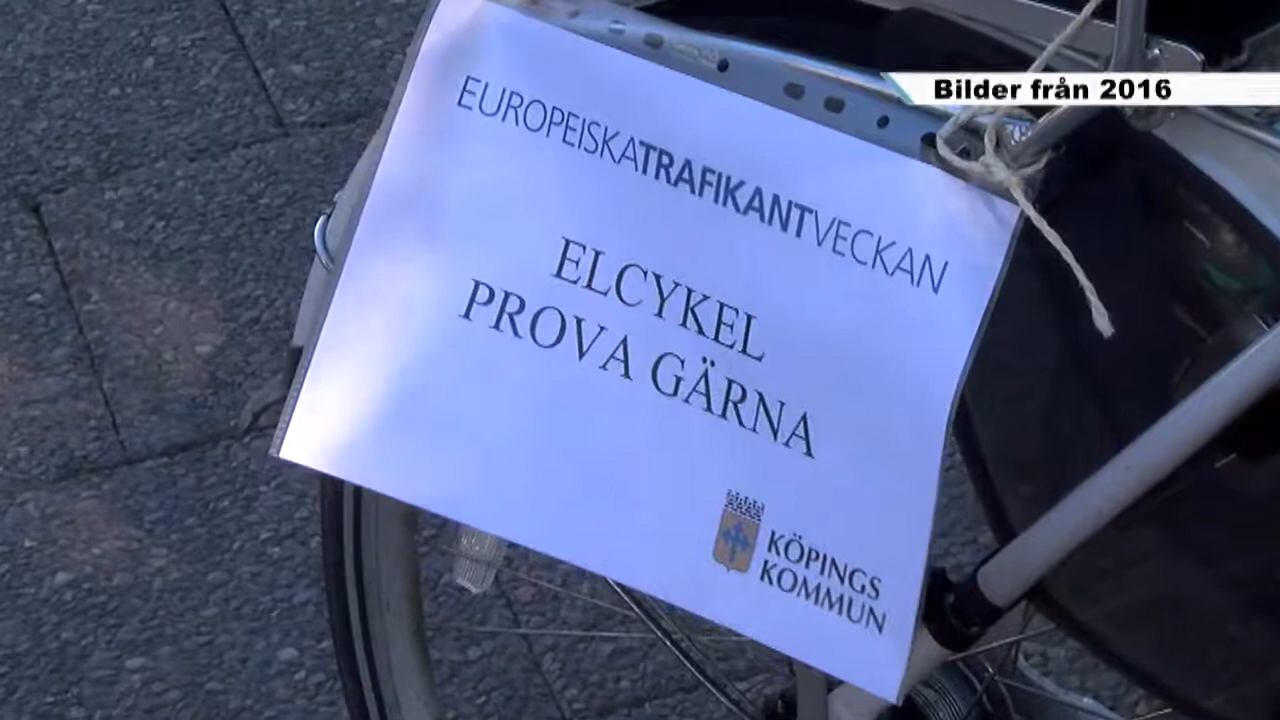 Bilder från 2016
EUROPEISKATRAFIKANTVECKAN
ELCYKEL
PROVA GÄRNA
KÖPINGS
KOMMUN